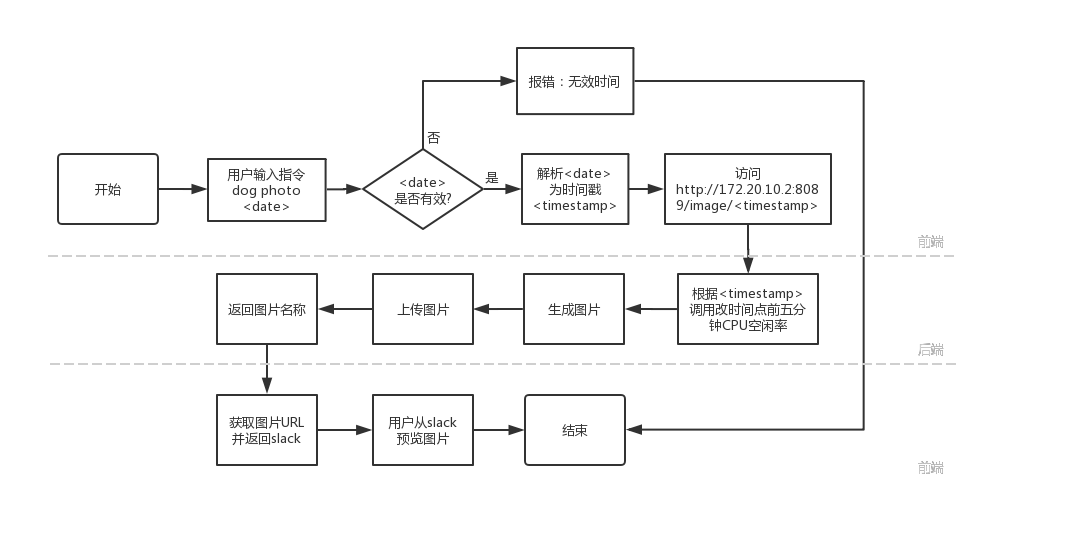 报错：无效时间
否
开始
用户输入指令
dog photo
<date>
<date>
是否有效?
是
解析<date>
为时间戳
<timestamp>
访问
http://172.20.10.2:808
9/image/<timestamp>
前端
返回图片名称
上传图片
生成图片
根据<timestamp>
调用改时间点前五分
钟CPU空闲率
后端
获取图片URL
并返回slack
用户从slack
预览图片
结束
前端